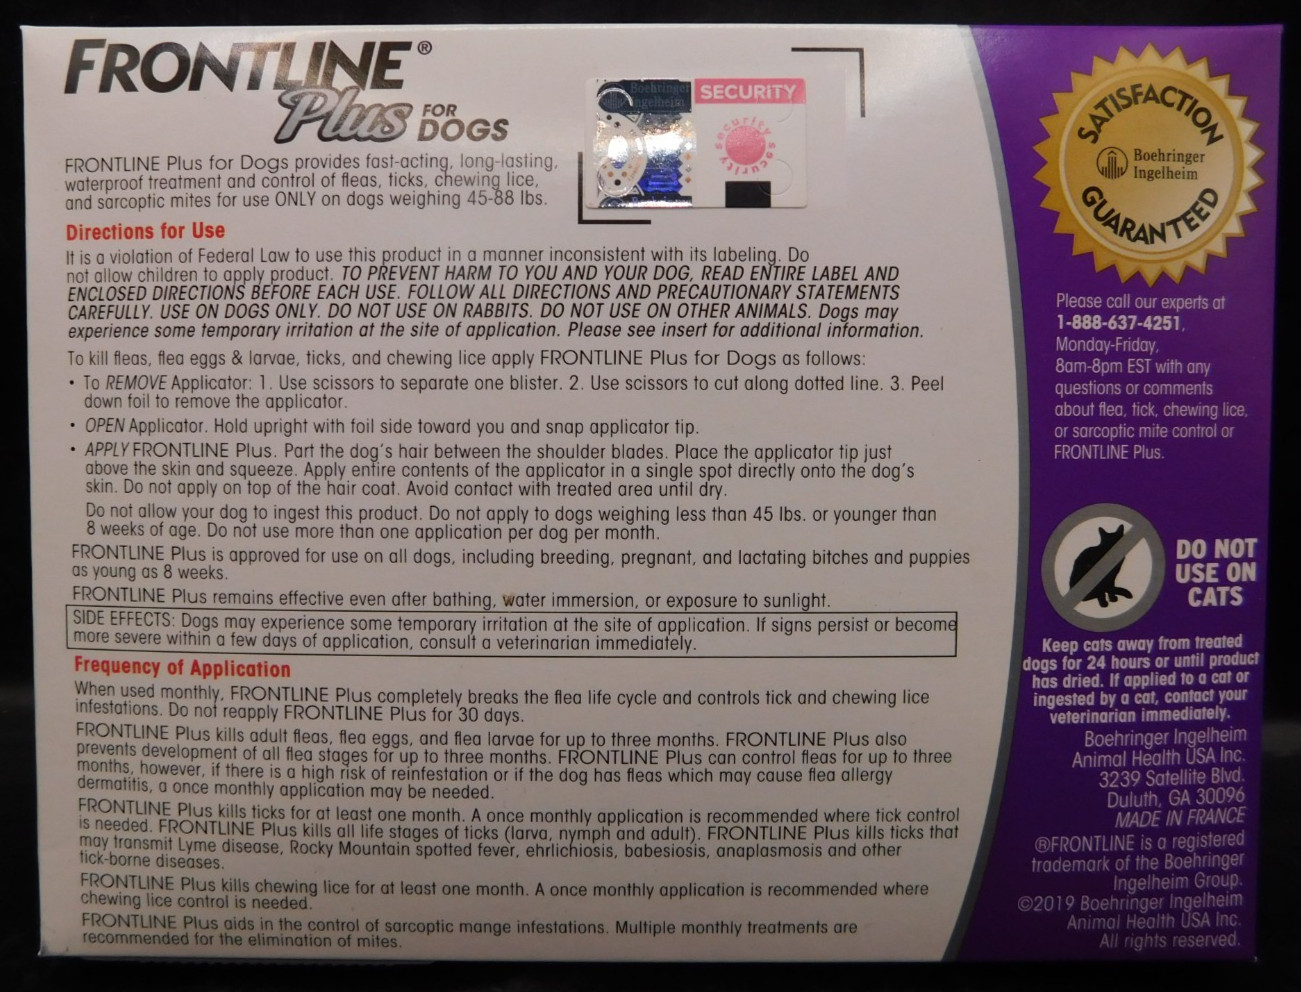 FRONTLINE®
Plus FOR DOGS
Boehringer Ingelheim
SECURITY
security security
FRONTLINE Plus for Dogs provides fast-acting, long-lasting,
waterproof treatment and control of fleas, ticks, chewing lice,
and sarcoptic mites for use ONLY on dogs weighing 45-88 lbs.
Directions for Use
It is a violation of Federal Law to use this product in a manner inconsistent with its labeling. Do
not allow children to apply product. TO PREVENT HARM TO YOU AND YOUR DOG, READ ENTIRE LABEL AND
ENCLOSED DIRECTIONS BEFORE EACH USE. FOLLOW ALL DIRECTIONS AND PRECAUTIONARY STATEMENTS
CAREFULLY. USE ON DOGS ONLY. DO NOT USE ON RABBITS. DO NOT USE ON OTHER ANIMALS. Dogs may
experience some temporary irritation at the site of application. Please see insert for additional information.
To kill fleas, flea eggs & larvae, ticks, and chewing lice apply FRONTLINE Plus for Dogs as follows:
• To REMOVE Applicator: 1. Use scissors to separate one blister. 2. Use scissors to cut along dotted line. 3. Peel
down foil to remove the applicator.
• OPEN Applicator. Hold upright with foil side toward you and snap applicator tip.
• APPLY FRONTLINE Plus. Part the dog's hair between the shoulder blades. Place the applicator tip just
above the skin and squeeze. Apply entire contents of the applicator in a single spot directly onto the dog's
skin. Do not apply on top of the hair coat. Avoid contact with treated area until dry.
Do not allow your dog to ingest this product. Do not apply to dogs weighing less than 45 lbs. or younger than
8 weeks of age. Do not use more than one application per dog per month.
FRONTLINE Plus is approved for use on all dogs, including breeding, pregnant, and lactating bitches and puppies
as young as 8 weeks.
FRONTLINE Plus remains effective even after bathing, water immersion, or exposure to sunlight.
SIDE EFFECTS: Dogs may experience some temporary irritation at the site of application. If signs persist or become
more severe within a few days of application, consult a veterinarian immediately.
Frequency of Application
When used monthly, FRONTLINE Plus completely breaks the flea life cycle and controls tick and chewing lice
infestations. Do not reapply FRONTLINE Plus for 30 days.
FRONTLINE Plus kills adult fleas, flea eggs, and flea larvae for up to three months. FRONTLINE Plus also
prevents development of all flea stages for up to three months. FRONTLINE Plus can control fleas for up to three
months, however, if there is a high risk of reinfestation or if the dog has fleas which may cause flea allergy
dermatitis, a once monthly application may be needed.
FRONTLINE Plus kills ticks for at least one month. A once monthly application is recommended where tick control
is needed. FRONTLINE Plus kills all life stages of ticks (larva, nymph and adult). FRONTLINE Plus kills ticks that
may transmit Lyme disease, Rocky Mountain spotted fever, ehrlichiosis, babesiosis, anaplasmosis and other
tick-borne diseases.
FRONTLINE Plus kills chewing lice for at least one month. A once monthly application is recommended where
chewing lice control is needed.
FRONTLINE Plus aids in the control of sarcoptic mange infestations. Multiple monthly treatments are
recommended for the elimination of mites.
SATISFACTION
Boehringer
Ingelheim
GUARANTEED
Please call our experts at
1-888-637-4251,
Monday-Friday,
8am-8pm EST with any
questions or comments
about flea, tick, chewing lice,
or sarcoptic mite control or
FRONTLINE Plus.
DO NOT
USE ON
CATS
Keep cats away from treated
dogs for 24 hours or until product
has dried. If applied to a cat or
ingested by a cat, contact your
veterinarian immediately.
Boehringer Ingelheim
Animal Health USA Inc.
3239 Satellite Blvd.
Duluth, GA 30096
MADE IN FRANCE
®FRONTLINE is a registered
trademark of the Boehringer
Ingelheim Group.
©2019 Boehringer Ingelheim
Animal Health USA Inc.
All rights reserved.